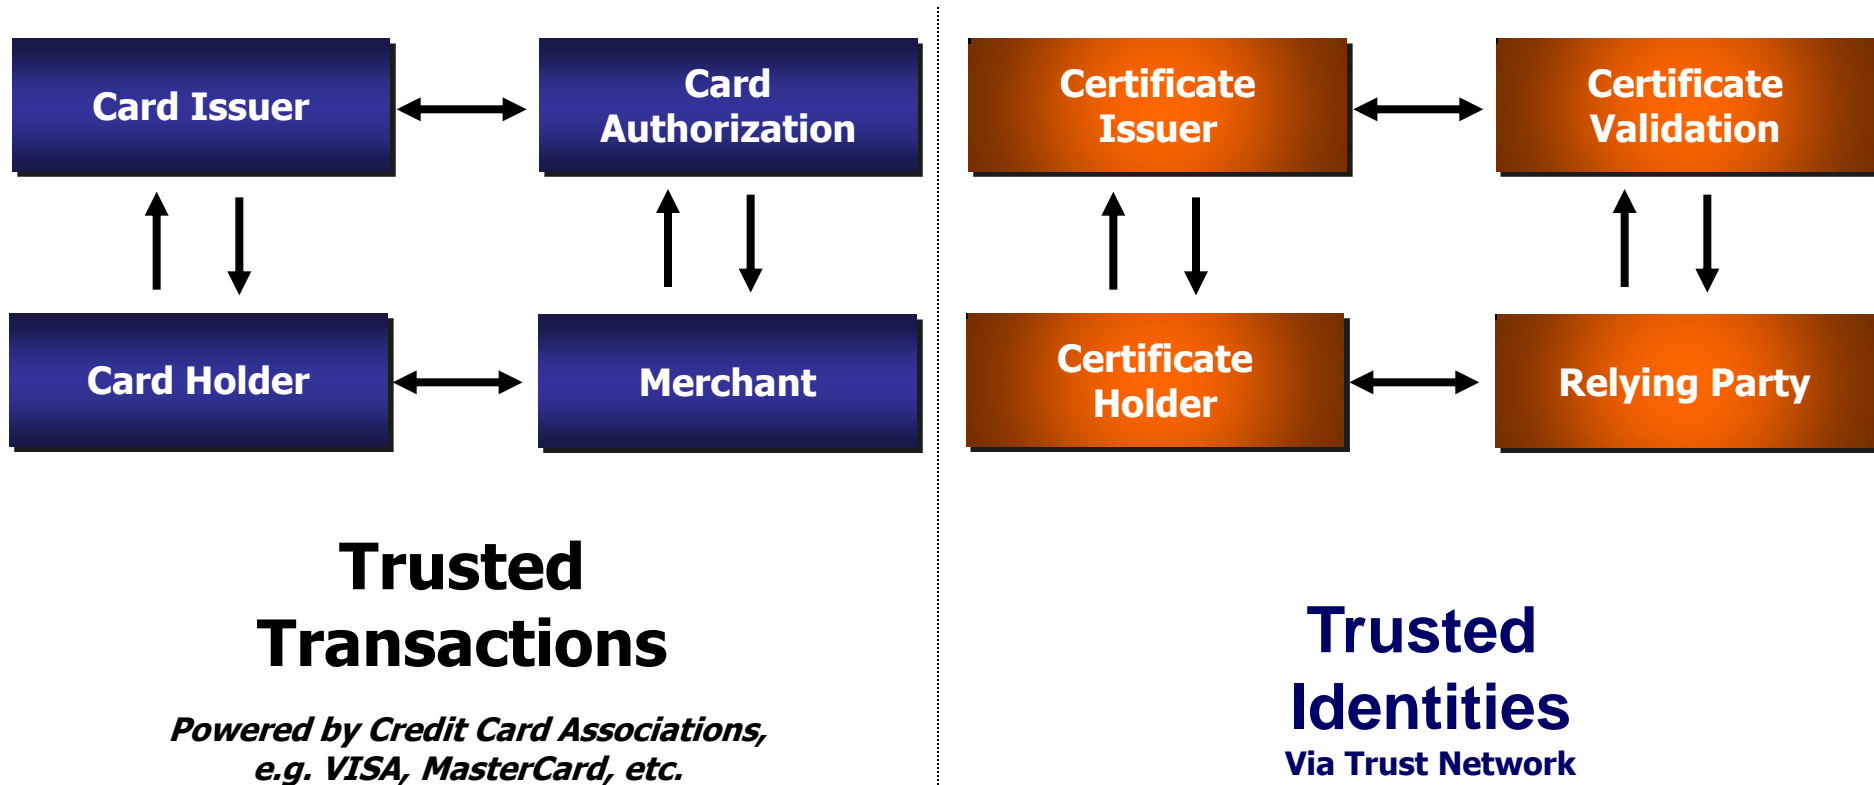 Card Issuer
Card
Authorization
Card Holder
Merchant
Trusted
Transactions
Powered by Credit Card Associations,
e.g. VISA, MasterCard, etc.
Certificate
Issuer
Certificate
Validation
Certificate
Holder
Relying Party
Trusted
Identities
Via Trust Network